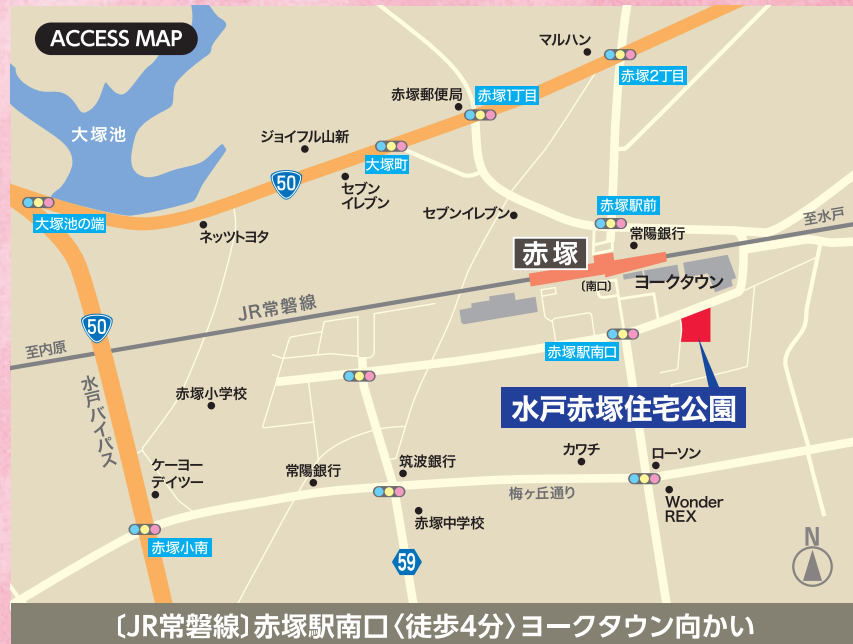 ACCESS MAP
マルハン
赤塚2丁目
赤塚郵便局
赤塚1丁目
大塚池
ジョイフル山新
大塚町
50
セブン
イレブン
大塚池の端
ネッツトヨタ
セブンイレブン
赤塚駅前
至水戸
常陽銀行
赤塚
〔南口〕
ヨークタウン
JR常磐線
50
至内原
赤塚駅南口
水戸バイパス
赤塚小学校
水戸赤塚住宅公園
ケーヨー
デイツー
常陽銀行
筑波銀行
カワチ
ローソン
梅ヶ丘通り
Wonder
REX
赤塚中学校
赤塚小南
59
N
〔JR常磐線〕赤塚駅南口〈徒歩4分〉ヨークタウン向かい